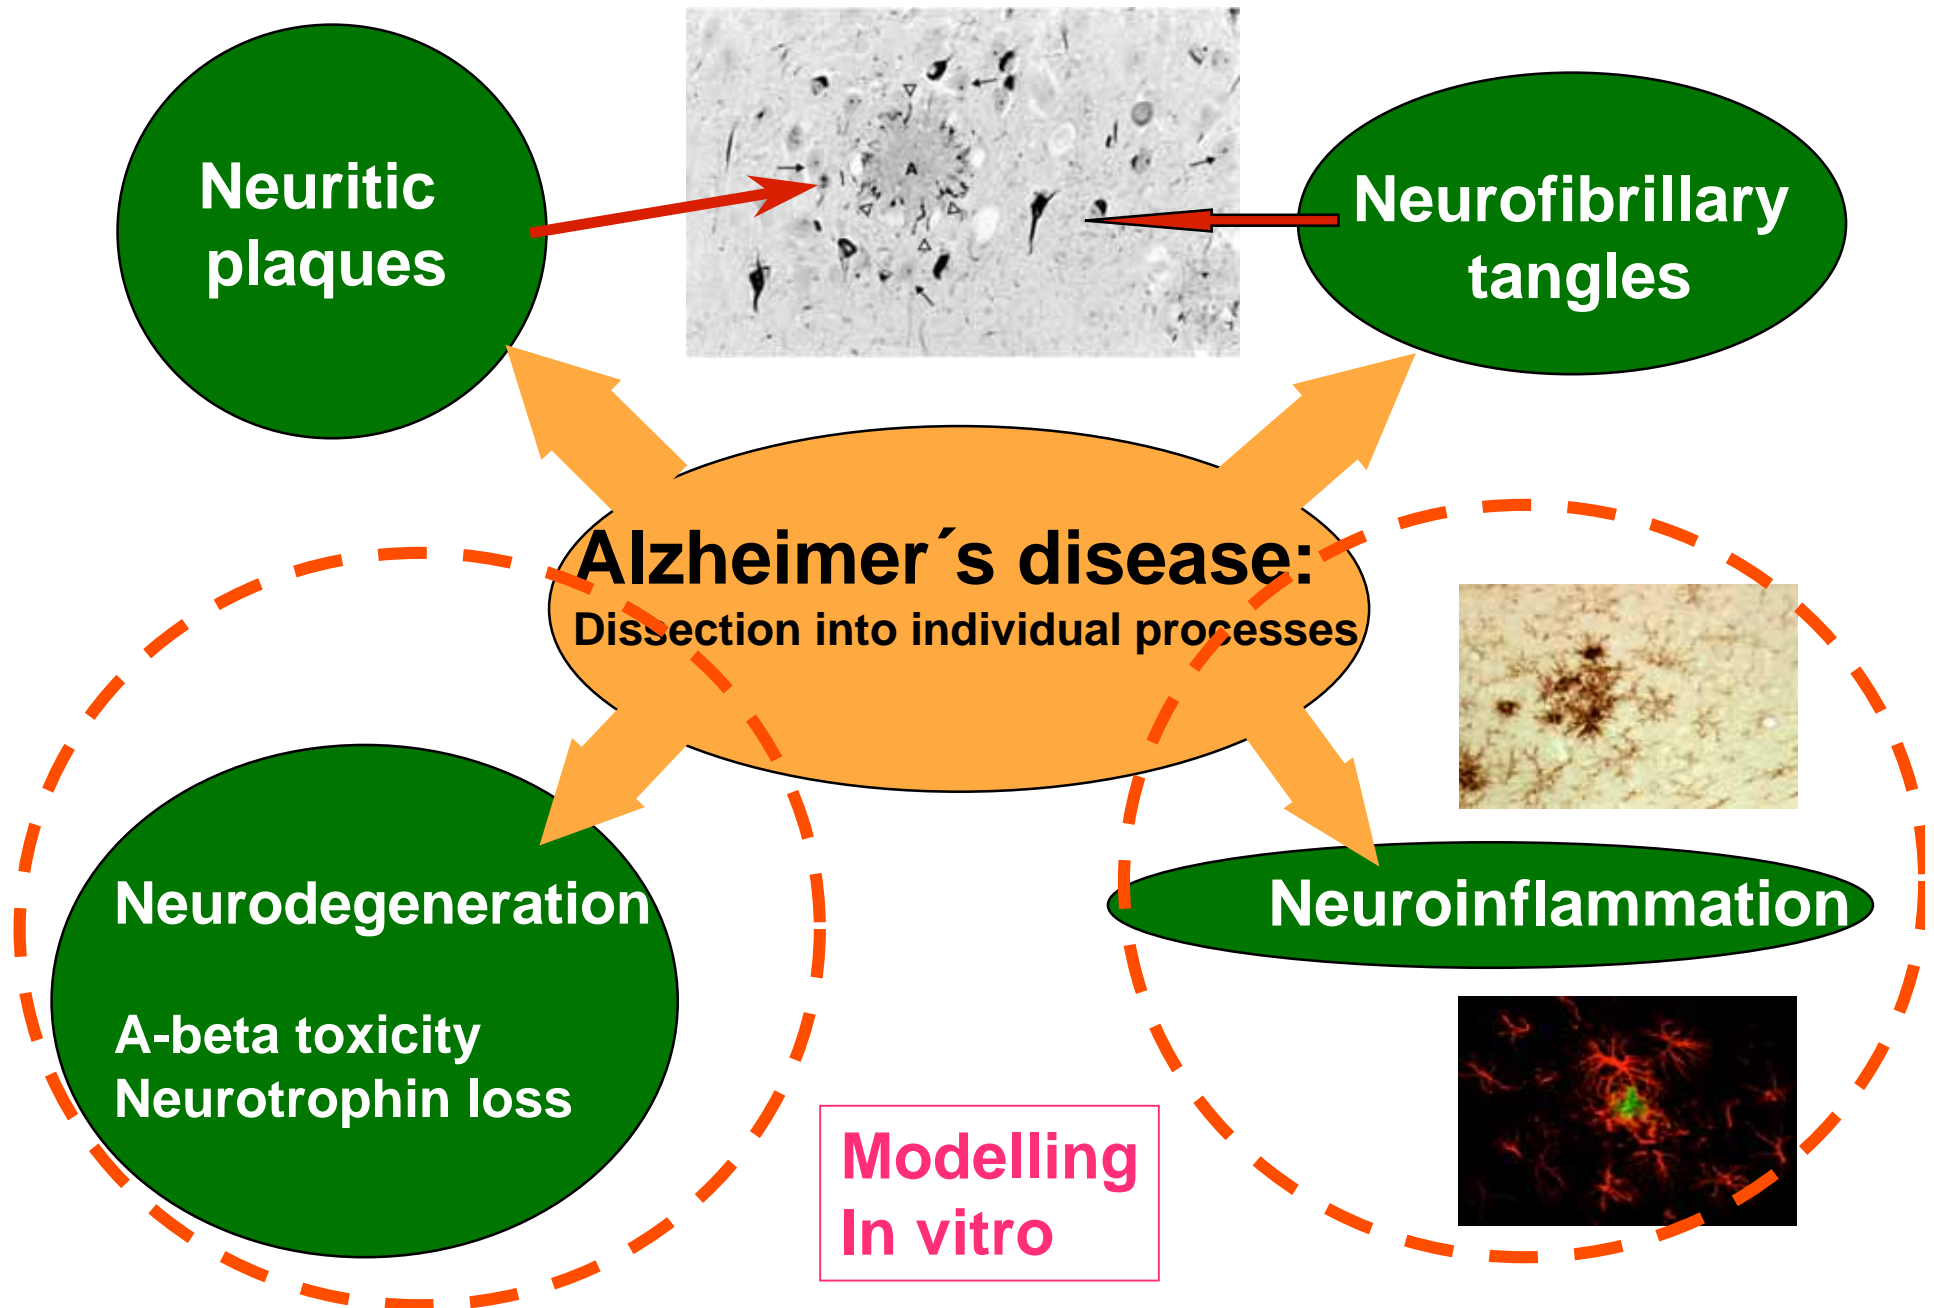 Neuritic
plaques
A
Neurofibrillary
tangles
Alzheimer´s disease:
Dissection into individual processes
Neurodegeneration
A-beta toxicity
Neurotrophin loss
Neuroinflammation
Modelling
In vitro